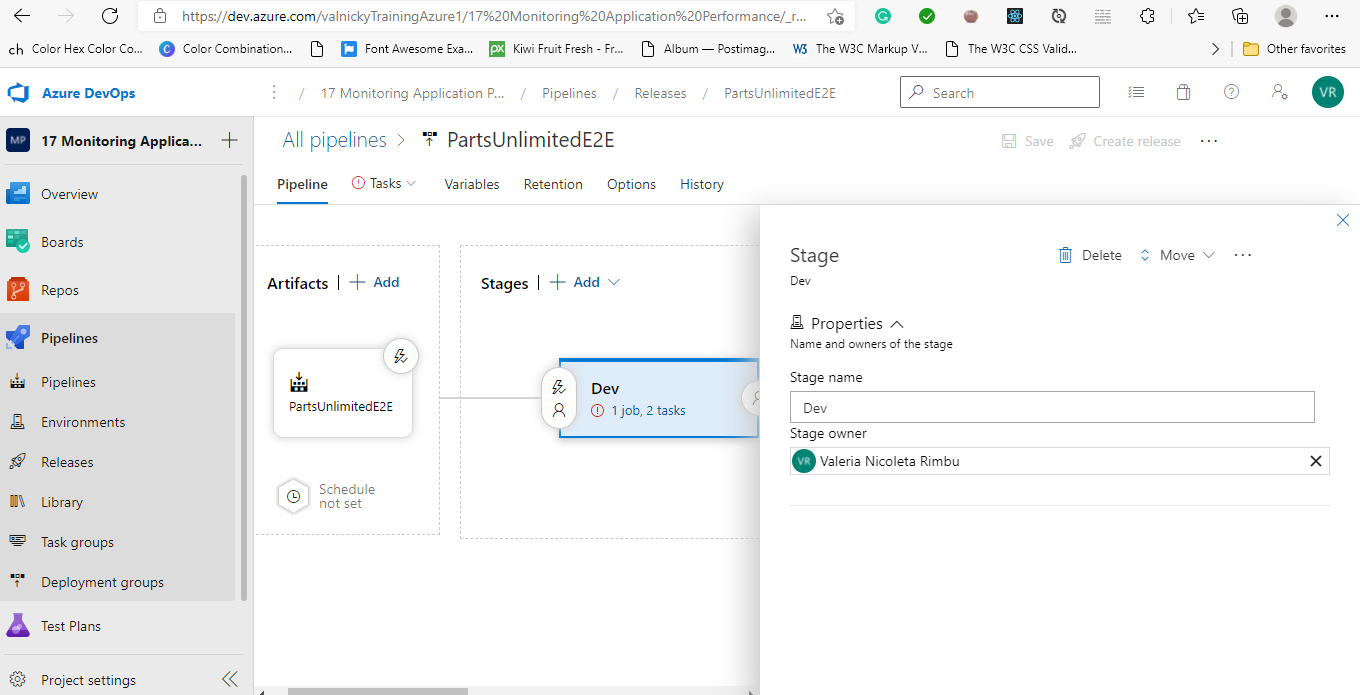 https://dev.azure.com/valnickyTrainingAzure1/17%20Monitoring%20Application%20Performance/_r...
ch Color Hex Color Co...
C Color Combination...
Font Awesome Exa...
px Kiwi Fruit Fresh - Fr...
Album — Postimag...
W3 The W3C Markup V...
The W3C CSS Valid...
Other favorites
Azure DevOps
/ 17 Monitoring Application P... / Pipelines / Releases / PartsUnlimitedE2E
Search
VR
MP 17 Monitoring Applica...
All pipelines > PartsUnlimitedE2E
Save
Create release
Pipeline
Tasks
Variables
Retention
Options
History
Overview
Boards
Repos
Pipelines
Pipelines
Environments
Releases
Library
Task groups
Deployment groups
Test Plans
Project settings
Artifacts | + Add
PartsUnlimitedE2E
Schedule
not set
Stages | + Add
Dev
1 job, 2 tasks
Stage
Dev
Delete
Move
Properties
Name and owners of the stage
Stage name
Dev
Stage owner
VR Valeria Nicoleta Rimbu